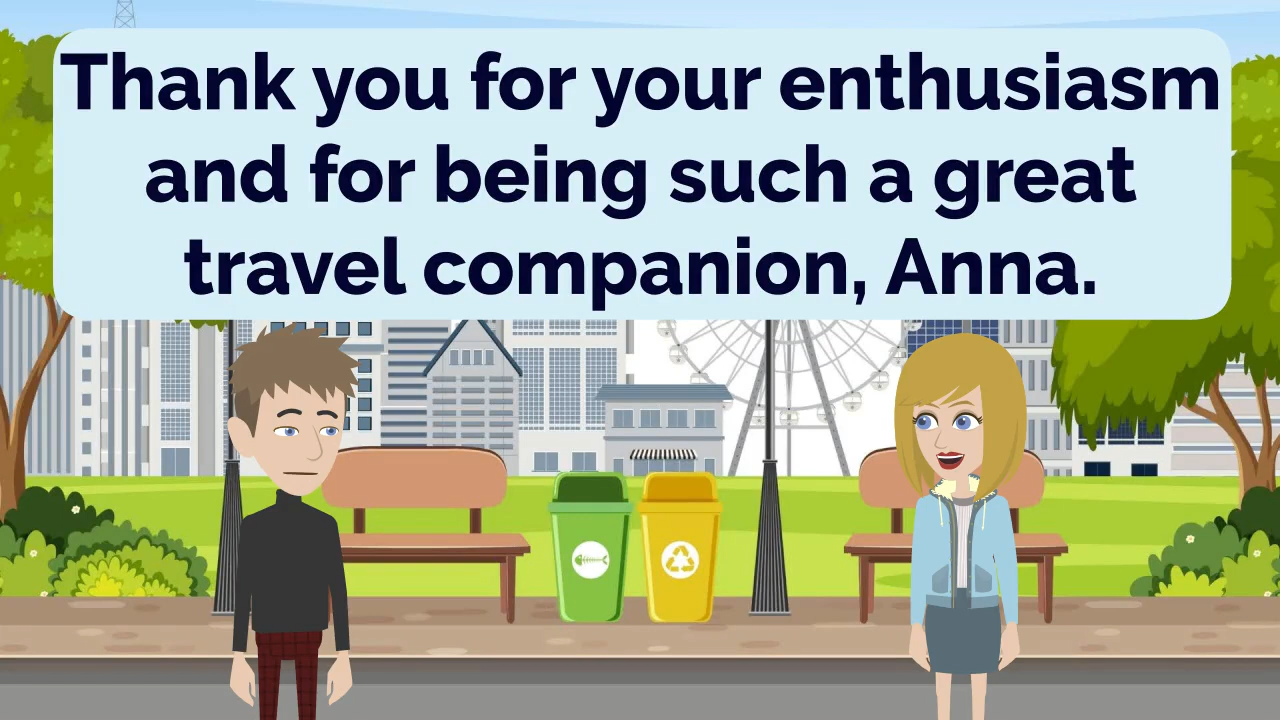 Thank you for your enthusiasm
and for being such a great
travel companion, Anna.